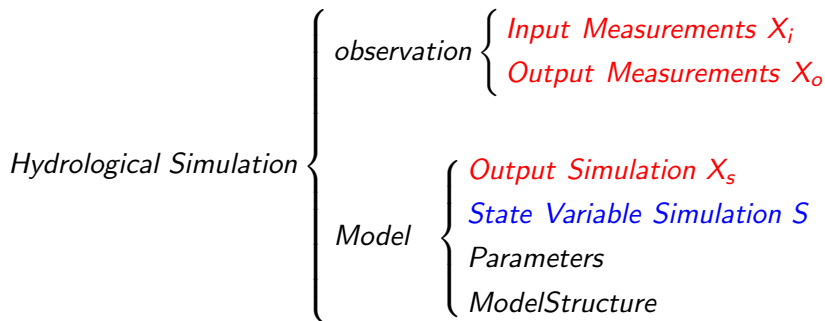 Hydrological Simulation
observation
Input Measurements X_i
Output Measurements X_o
Model
Output Simulation X_s
State Variable Simulation S
Parameters
ModelStructure